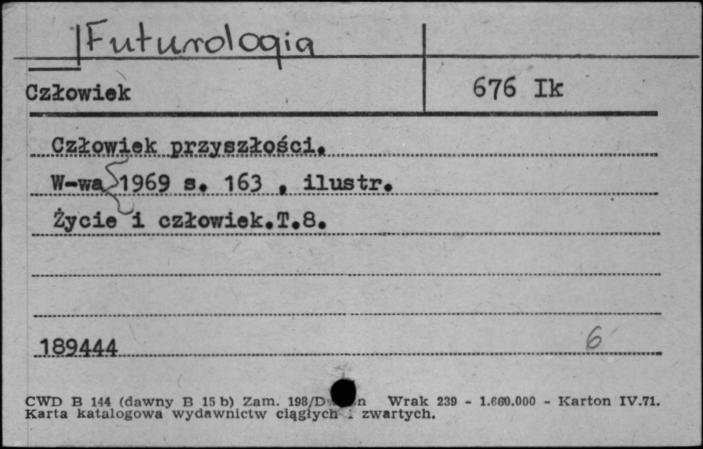 Futurologia
Człowiek 676 Ik
Człowiek przyszłości.
W-wa 1969 s. 163 , ilustr.
Życie i człowiek.T.8.
189444 6
CWD B 144 (dawny B 15 b) Zam. 198/D Wrak 239 - 1.600.000 - Karton IV.71.
Karta katalogowa wydawnictw ciągłych i zwartych.